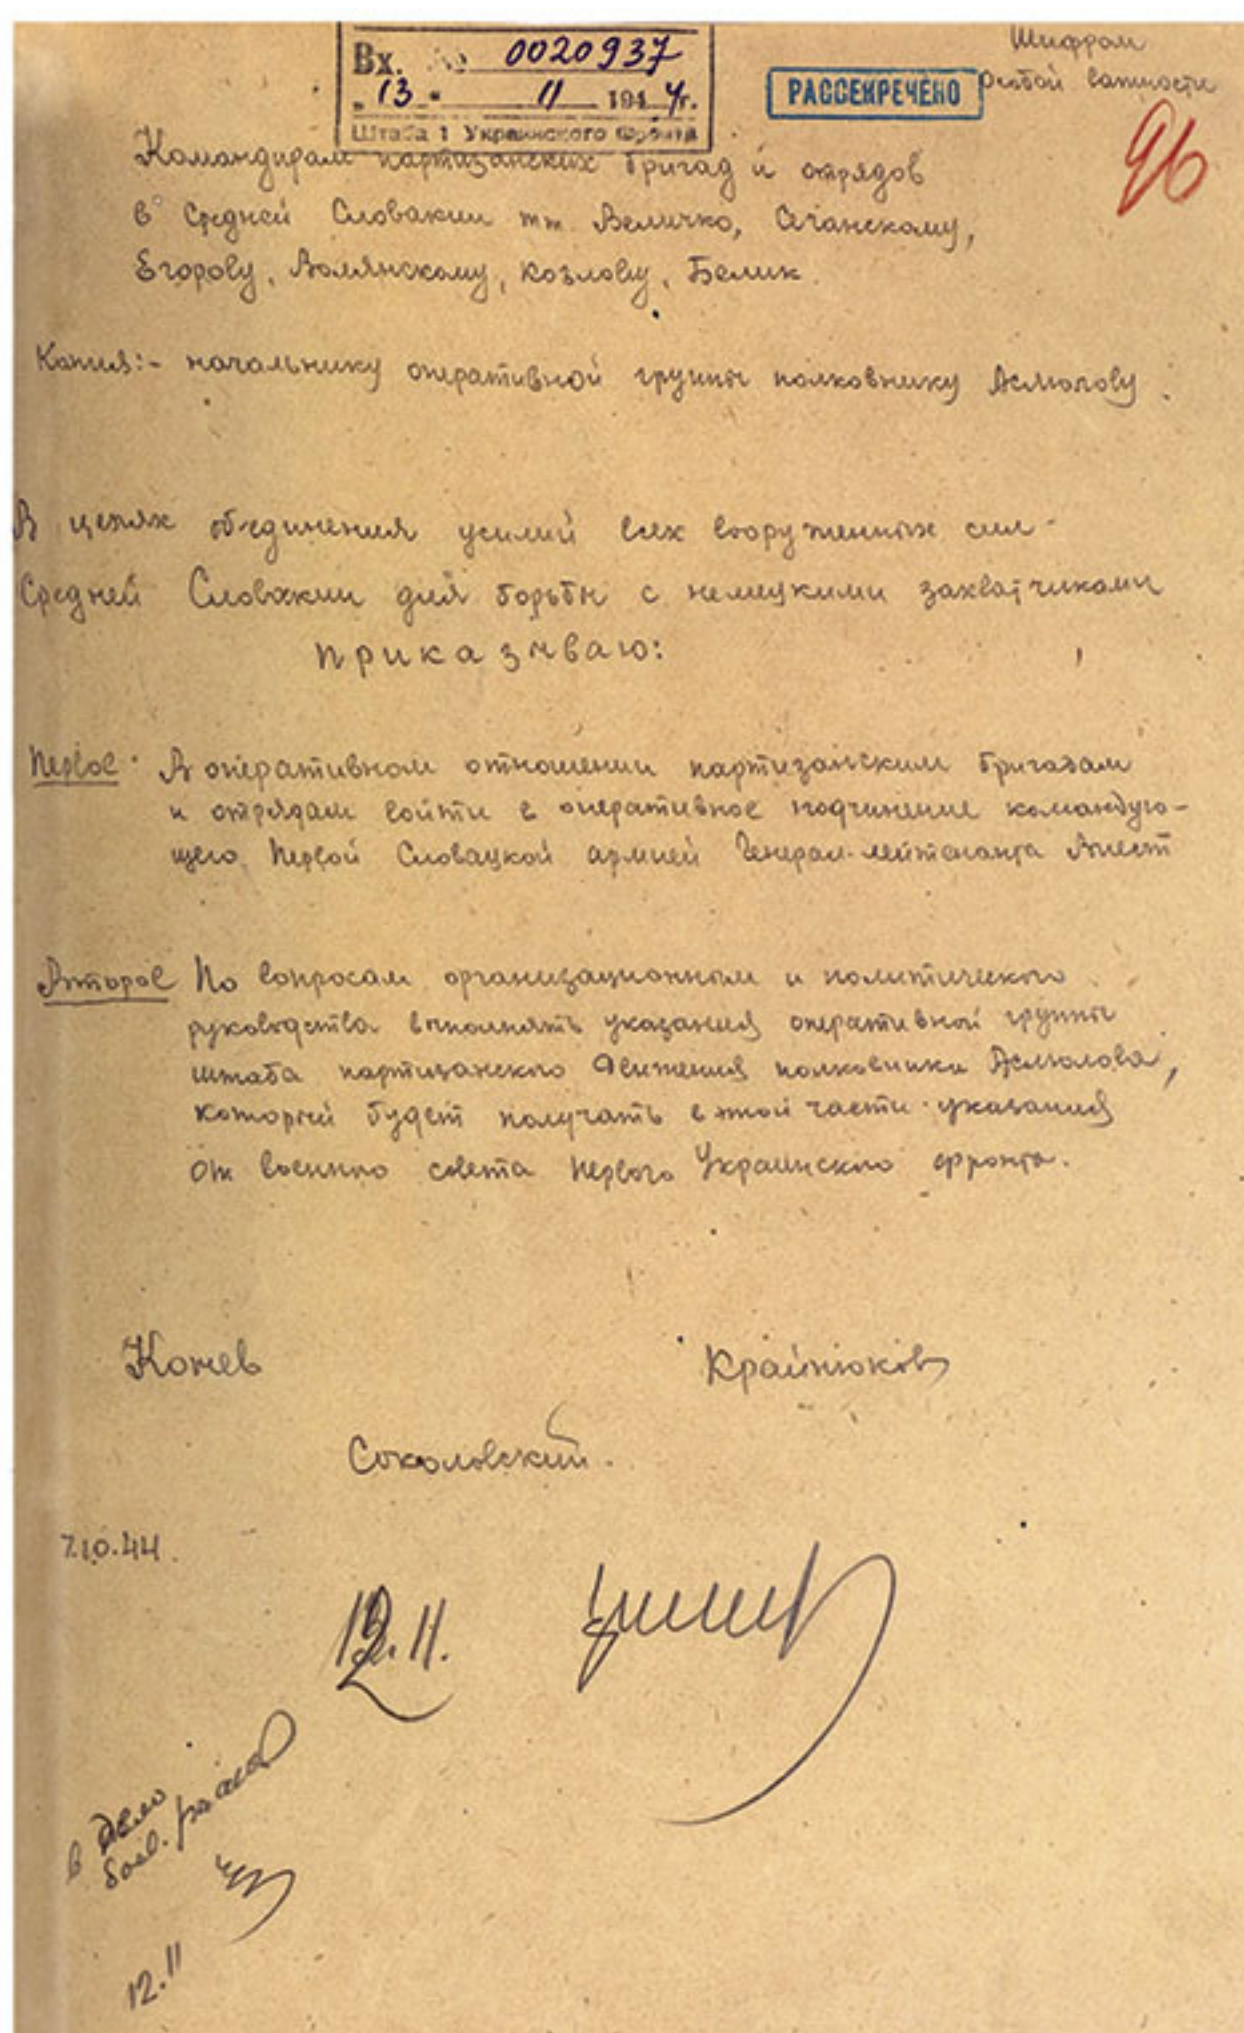 Вх. № 0020937
"13" 11 1944г.
Штаба 1 Украинского фронта
РАССЕКРЕЧЕНО
Шифром
Особой важности
96
Командирам партизанских бригад и отрядов
в Средней Словакии тт. Величко,
Егорову, Волянскому, Козлову, Белик.
Копия:- начальнику оперативной группы полковнику Асмолову.
В целях объединения усилий всех вооруженных сил
Средней Словакии для борьбы с немецкими захватчиками
приказываю:
Первое. В оперативном отношении партизанским бригадам
и отрядам войти в оперативное подчинение командую-
щего Первой Словацкой армией Генерал-лейтенанта Виест
Второе По вопросам организационным и политического
руководства выполнять указания оперативной группы
штаба партизанского движения полковника Асмолова,
который будет получать в этой части указания
От военного совета Первого Украинского фронта.
Конев Крайнюков
Соколовский.
7.10.44.
12.11.
в дело
боев.
12.11